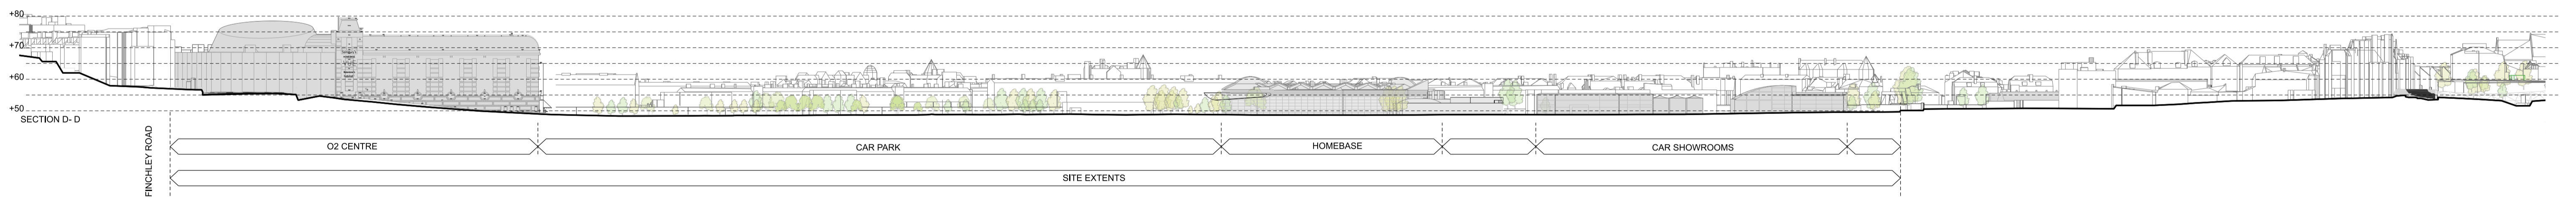 +80
+70
+60
+50
SECTION D- D
FINCHLEY ROAD
O2 CENTRE
CAR PARK
HOMEBASE
CAR SHOWROOMS
SITE EXTENTS